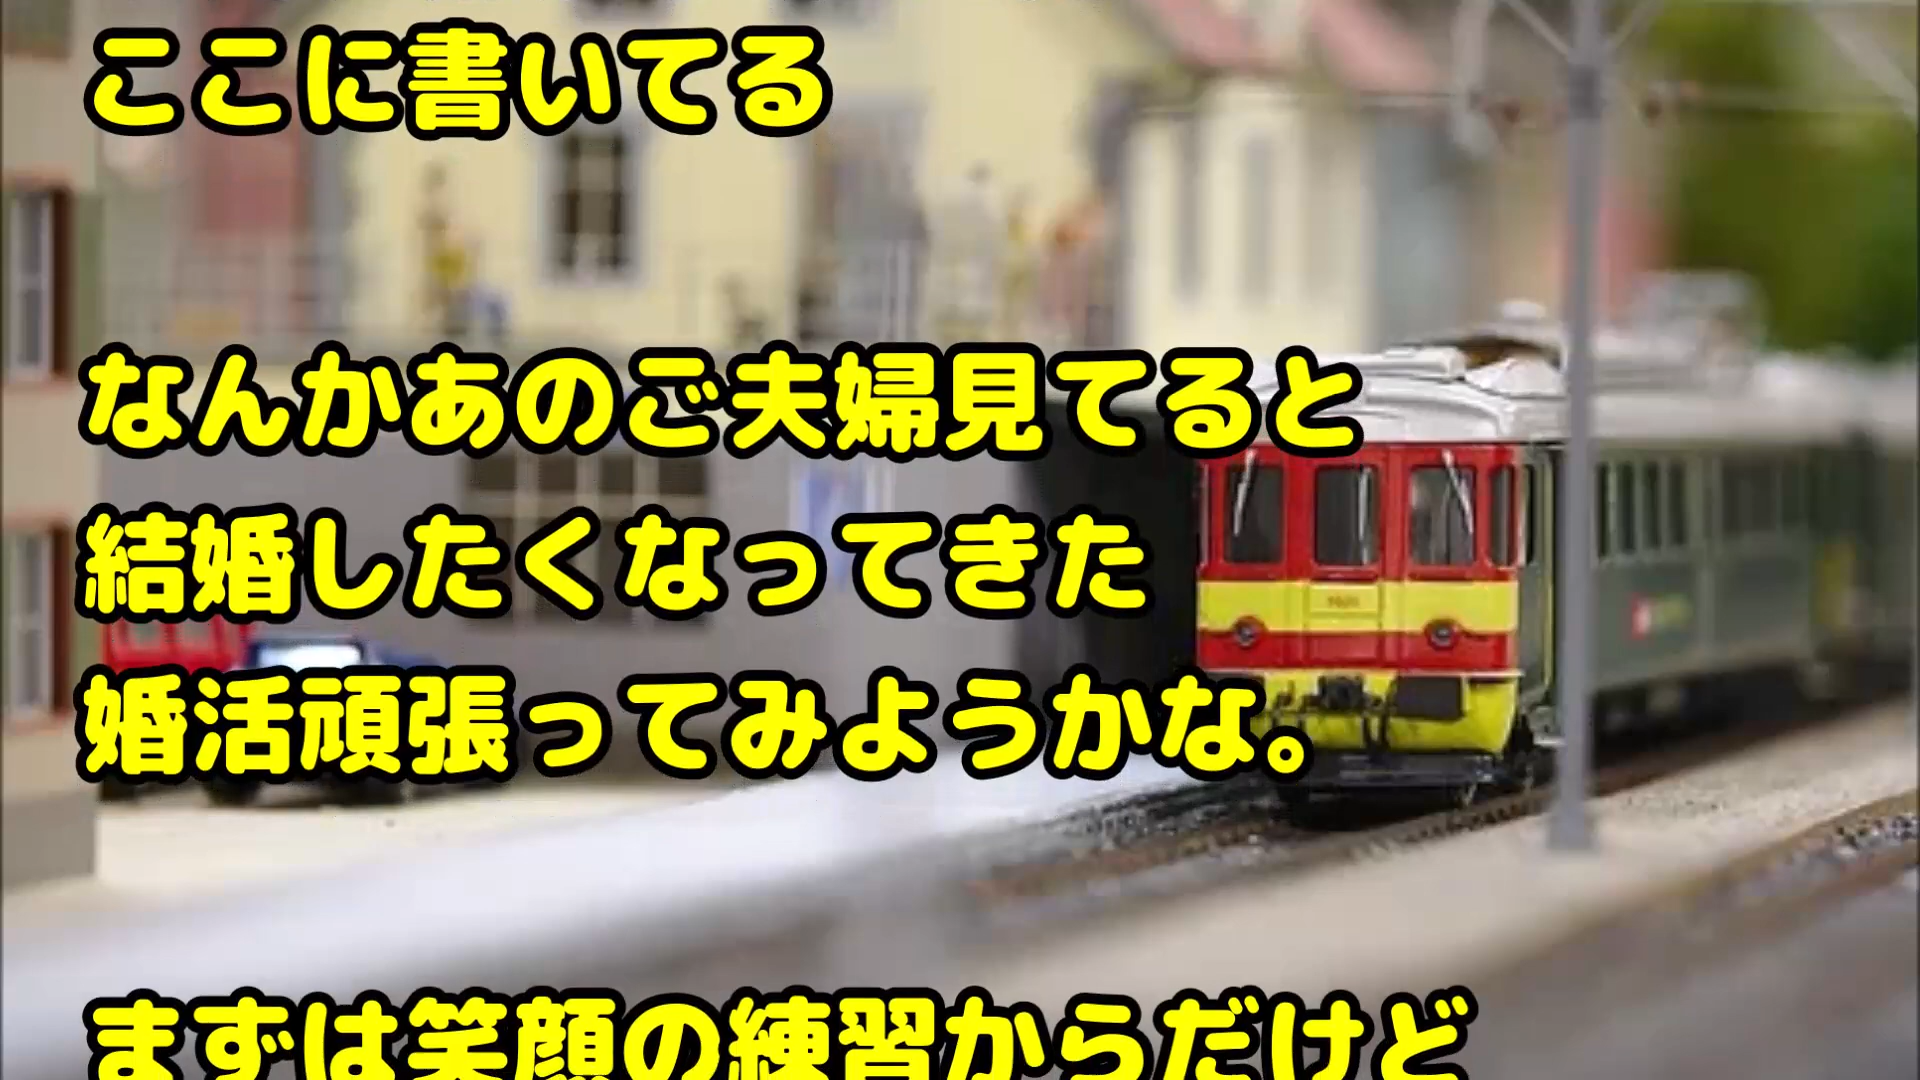 ここに書いてる
なんかあのご夫婦見てると
結婚したくなってきた
婚活頑張ってみようかな。
まずは笑顔の練習からだけど